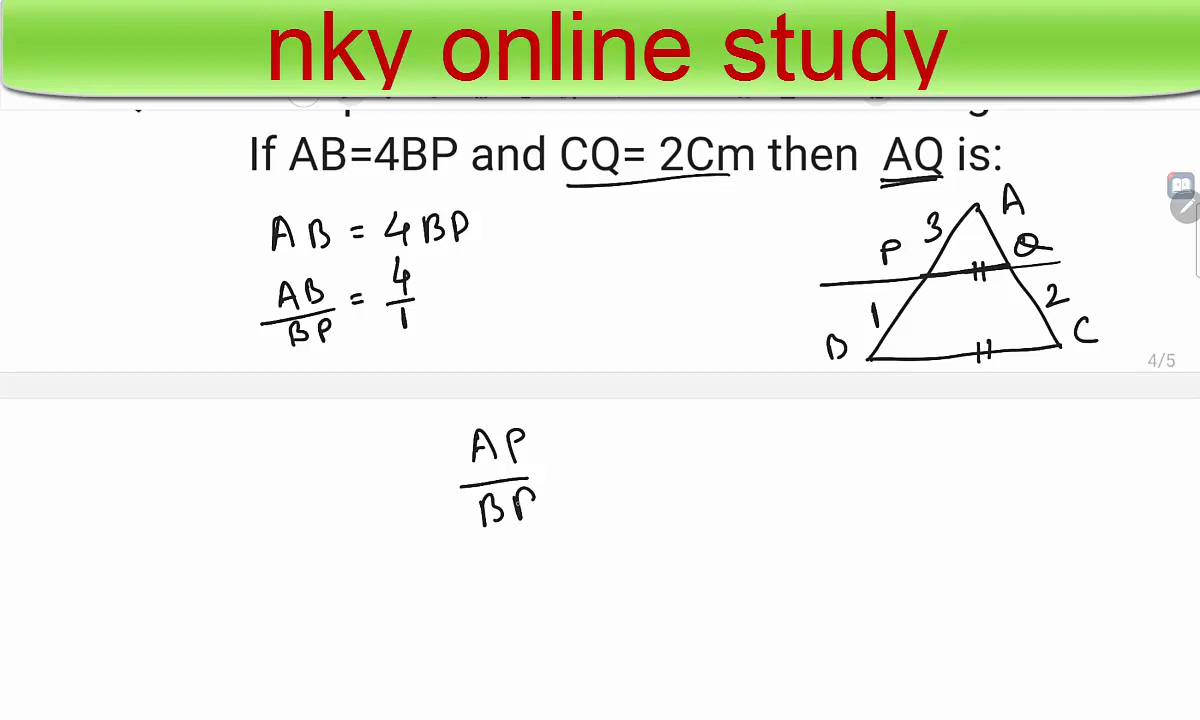 nky online study
If AB=4BP and CQ= 2Cm then AQ is:
AB = 4BP
AB
BP
=
4
1
A
3
P
Q
1
2
B
C
4/5
AP
BP